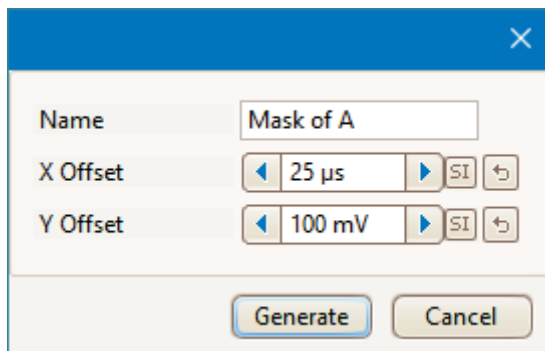 Name Mask of A
X Offset 25 µs SI
Y Offset 100 mV SI
Generate Cancel